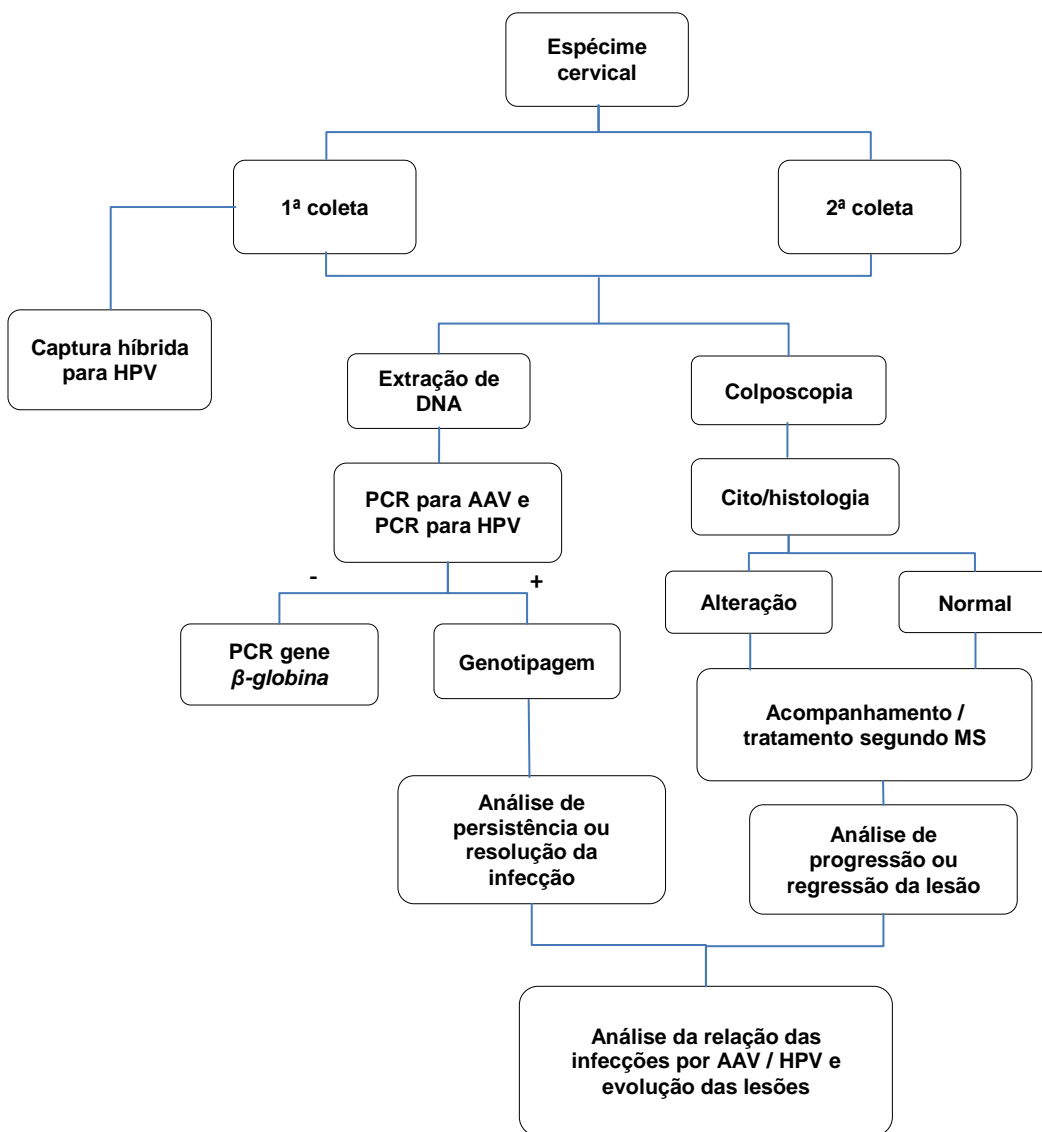 Espécime
cervical
1ª coleta
2ª coleta
Captura híbrida
para HPV
Extração de
DNA
Colposcopia
PCR para AAV e
PCR para HPV
Cito/histologia
-
+
Alteração
Normal
PCR gene
β-globina
Genotipagem
Acompanhamento /
tratamento segundo MS
Análise de
persistência ou
resolução da
infecção
Análise de
progressão ou
regressão da lesão
Análise da relação das
infecções por AAV / HPV e
evolução das lesões